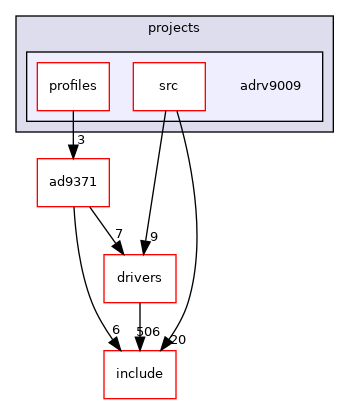 projects
profiles
src
adrv9009
3
ad9371
7
9
drivers
6
506
20
include